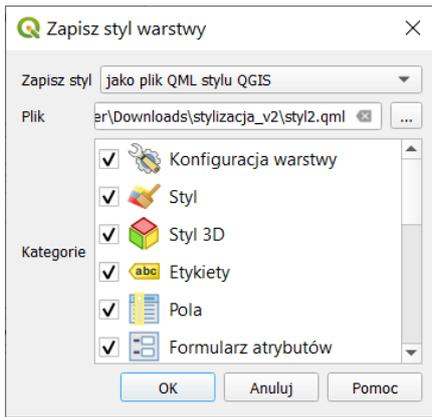 Zapisz styl warstwy
Zapisz styl jako plik QML stylu QGIS
Plik er\Downloads\stylizacja_v2\styl2.qml ...
Kategorie
Konfiguracja warstwy
Styl
Styl 3D
abc Etykiety
Pola
Formularz atrybutów
OK Anuluj Pomoc